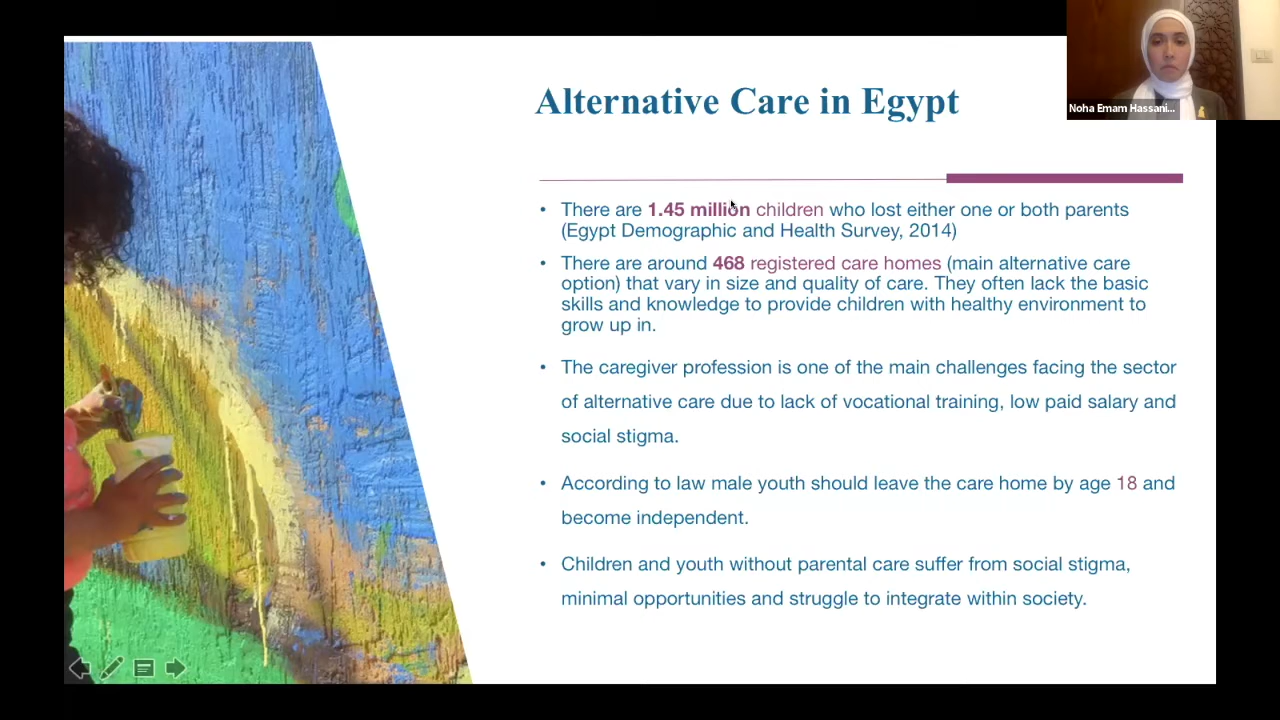 Alternative Care in Egypt
Noha Emam Hassani...
• There are 1.45 million children who lost either one or both parents
(Egypt Demographic and Health Survey, 2014)
• There are around 468 registered care homes (main alternative care
option) that vary in size and quality of care. They often lack the basic
skills and knowledge to provide children with healthy environment to
grow up in.
• The caregiver profession is one of the main challenges facing the sector
of alternative care due to lack of vocational training, low paid salary and
social stigma.
• According to law male youth should leave the care home by age 18 and
become independent.
• Children and youth without parental care suffer from social stigma,
minimal opportunities and struggle to integrate within society.